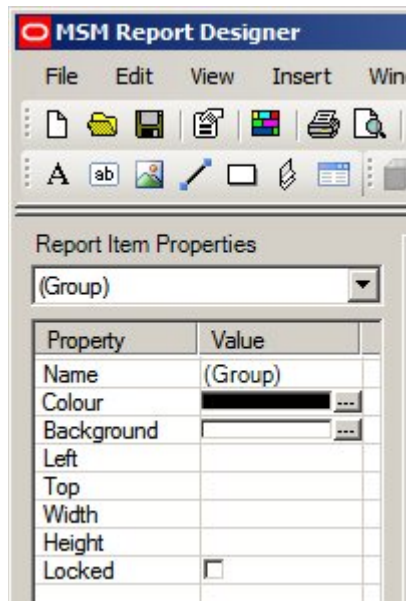 MSM Report Designer
File Edit View Insert
A ab
Report Item Properties
(Group)
Property Value
Name (Group)
Colour ...
Background ...
Left
Top
Width
Height
Locked